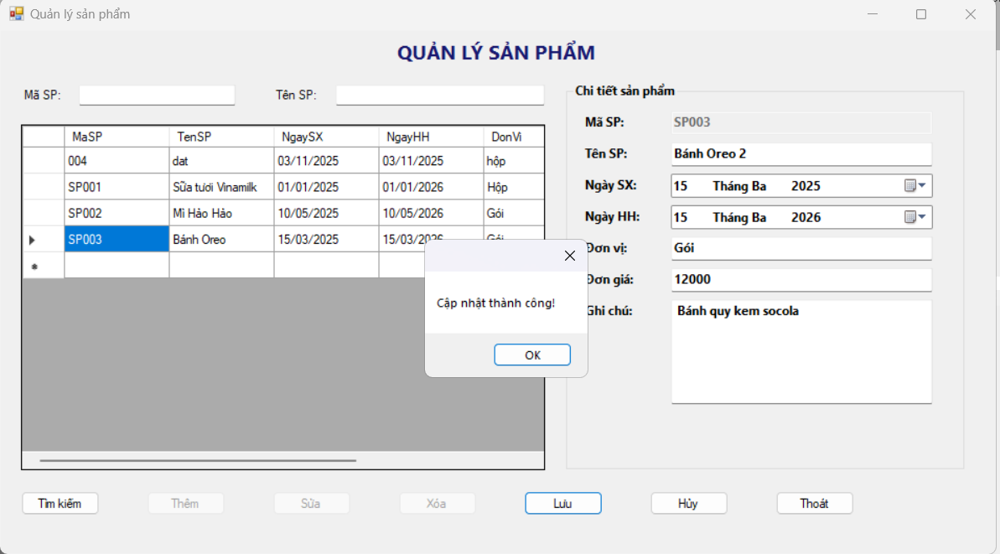 Quản lý sản phẩm
QUẢN LÝ SẢN PHẨM
Mã SP:
Tên SP:
MaSP TenSP NgaySX NgayHH DonVi
004 dat 03/11/2025 03/11/2025 hộp
SP001 Sữa tươi Vinamilk 01/01/2025 01/01/2026 Hộp
SP002 Mì Hảo Hảo 10/05/2025 10/05/2026 Gói
SP003 Bánh Oreo 15/03/2025 15/03/2026 Gói
Cập nhật thành công!
OK
Chi tiết sản phẩm
Mã SP: SP003
Tên SP: Bánh Oreo 2
Ngày SX: 15 Tháng Ba 2025
Ngày HH: 15 Tháng Ba 2026
Đơn vị: Gói
Đơn giá: 12000
Ghi chú: Bánh quy kem socola
Tìm kiếm Thêm Sửa Xóa Lưu Hủy Thoát